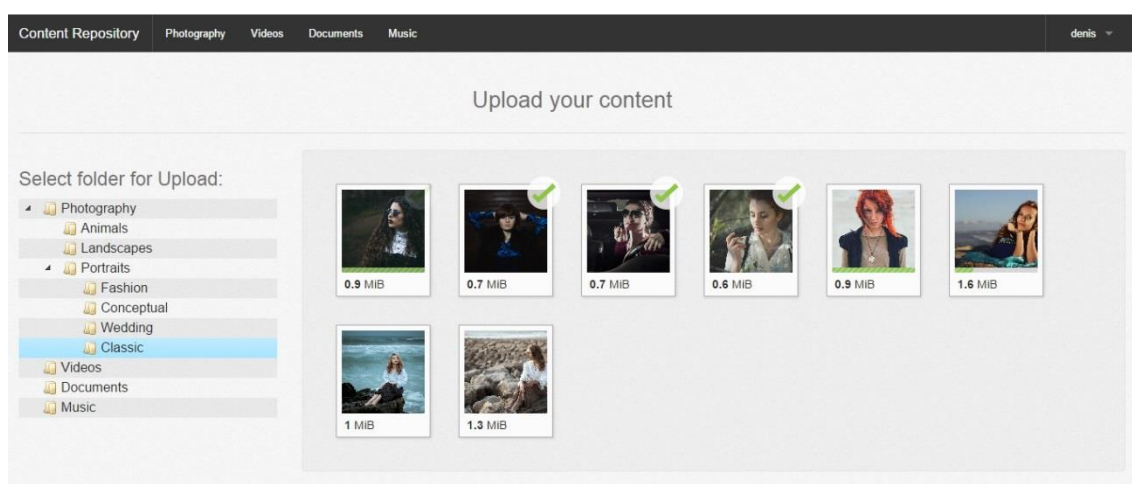 Content Repository Photography Videos Documents Music denis
Upload your content
Select folder for Upload:
Photography
Animals
Landscapes
Portraits
Fashion
Conceptual
Wedding
Classic
Videos
Documents
Music
0.9 MiB 0.7 MiB 0.7 MiB 0.6 MiB 0.9 MiB 1.6 MiB
1 MiB 1.3 MiB